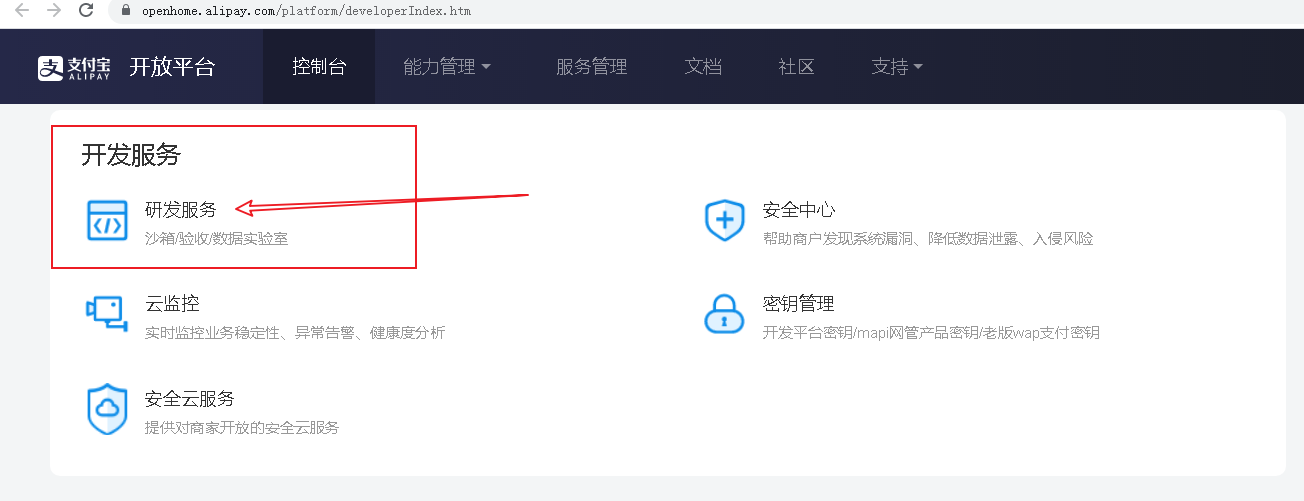 openhome.alipay.com/platform/developerIndex.htm
支 支付宝 ALIPAY 开放平台 控制台 能力管理 服务管理 文档 社区 支持
开发服务
研发服务
沙箱/验收/数据实验室
安全中心
帮助商户发现系统漏洞、降低数据泄露、入侵风险
云监控
实时监控业务稳定性、异常告警、健康度分析
密钥管理
开发平台密钥/mapi网管产品密钥/老版wap支付密钥
安全云服务
提供对商家开放的安全云服务